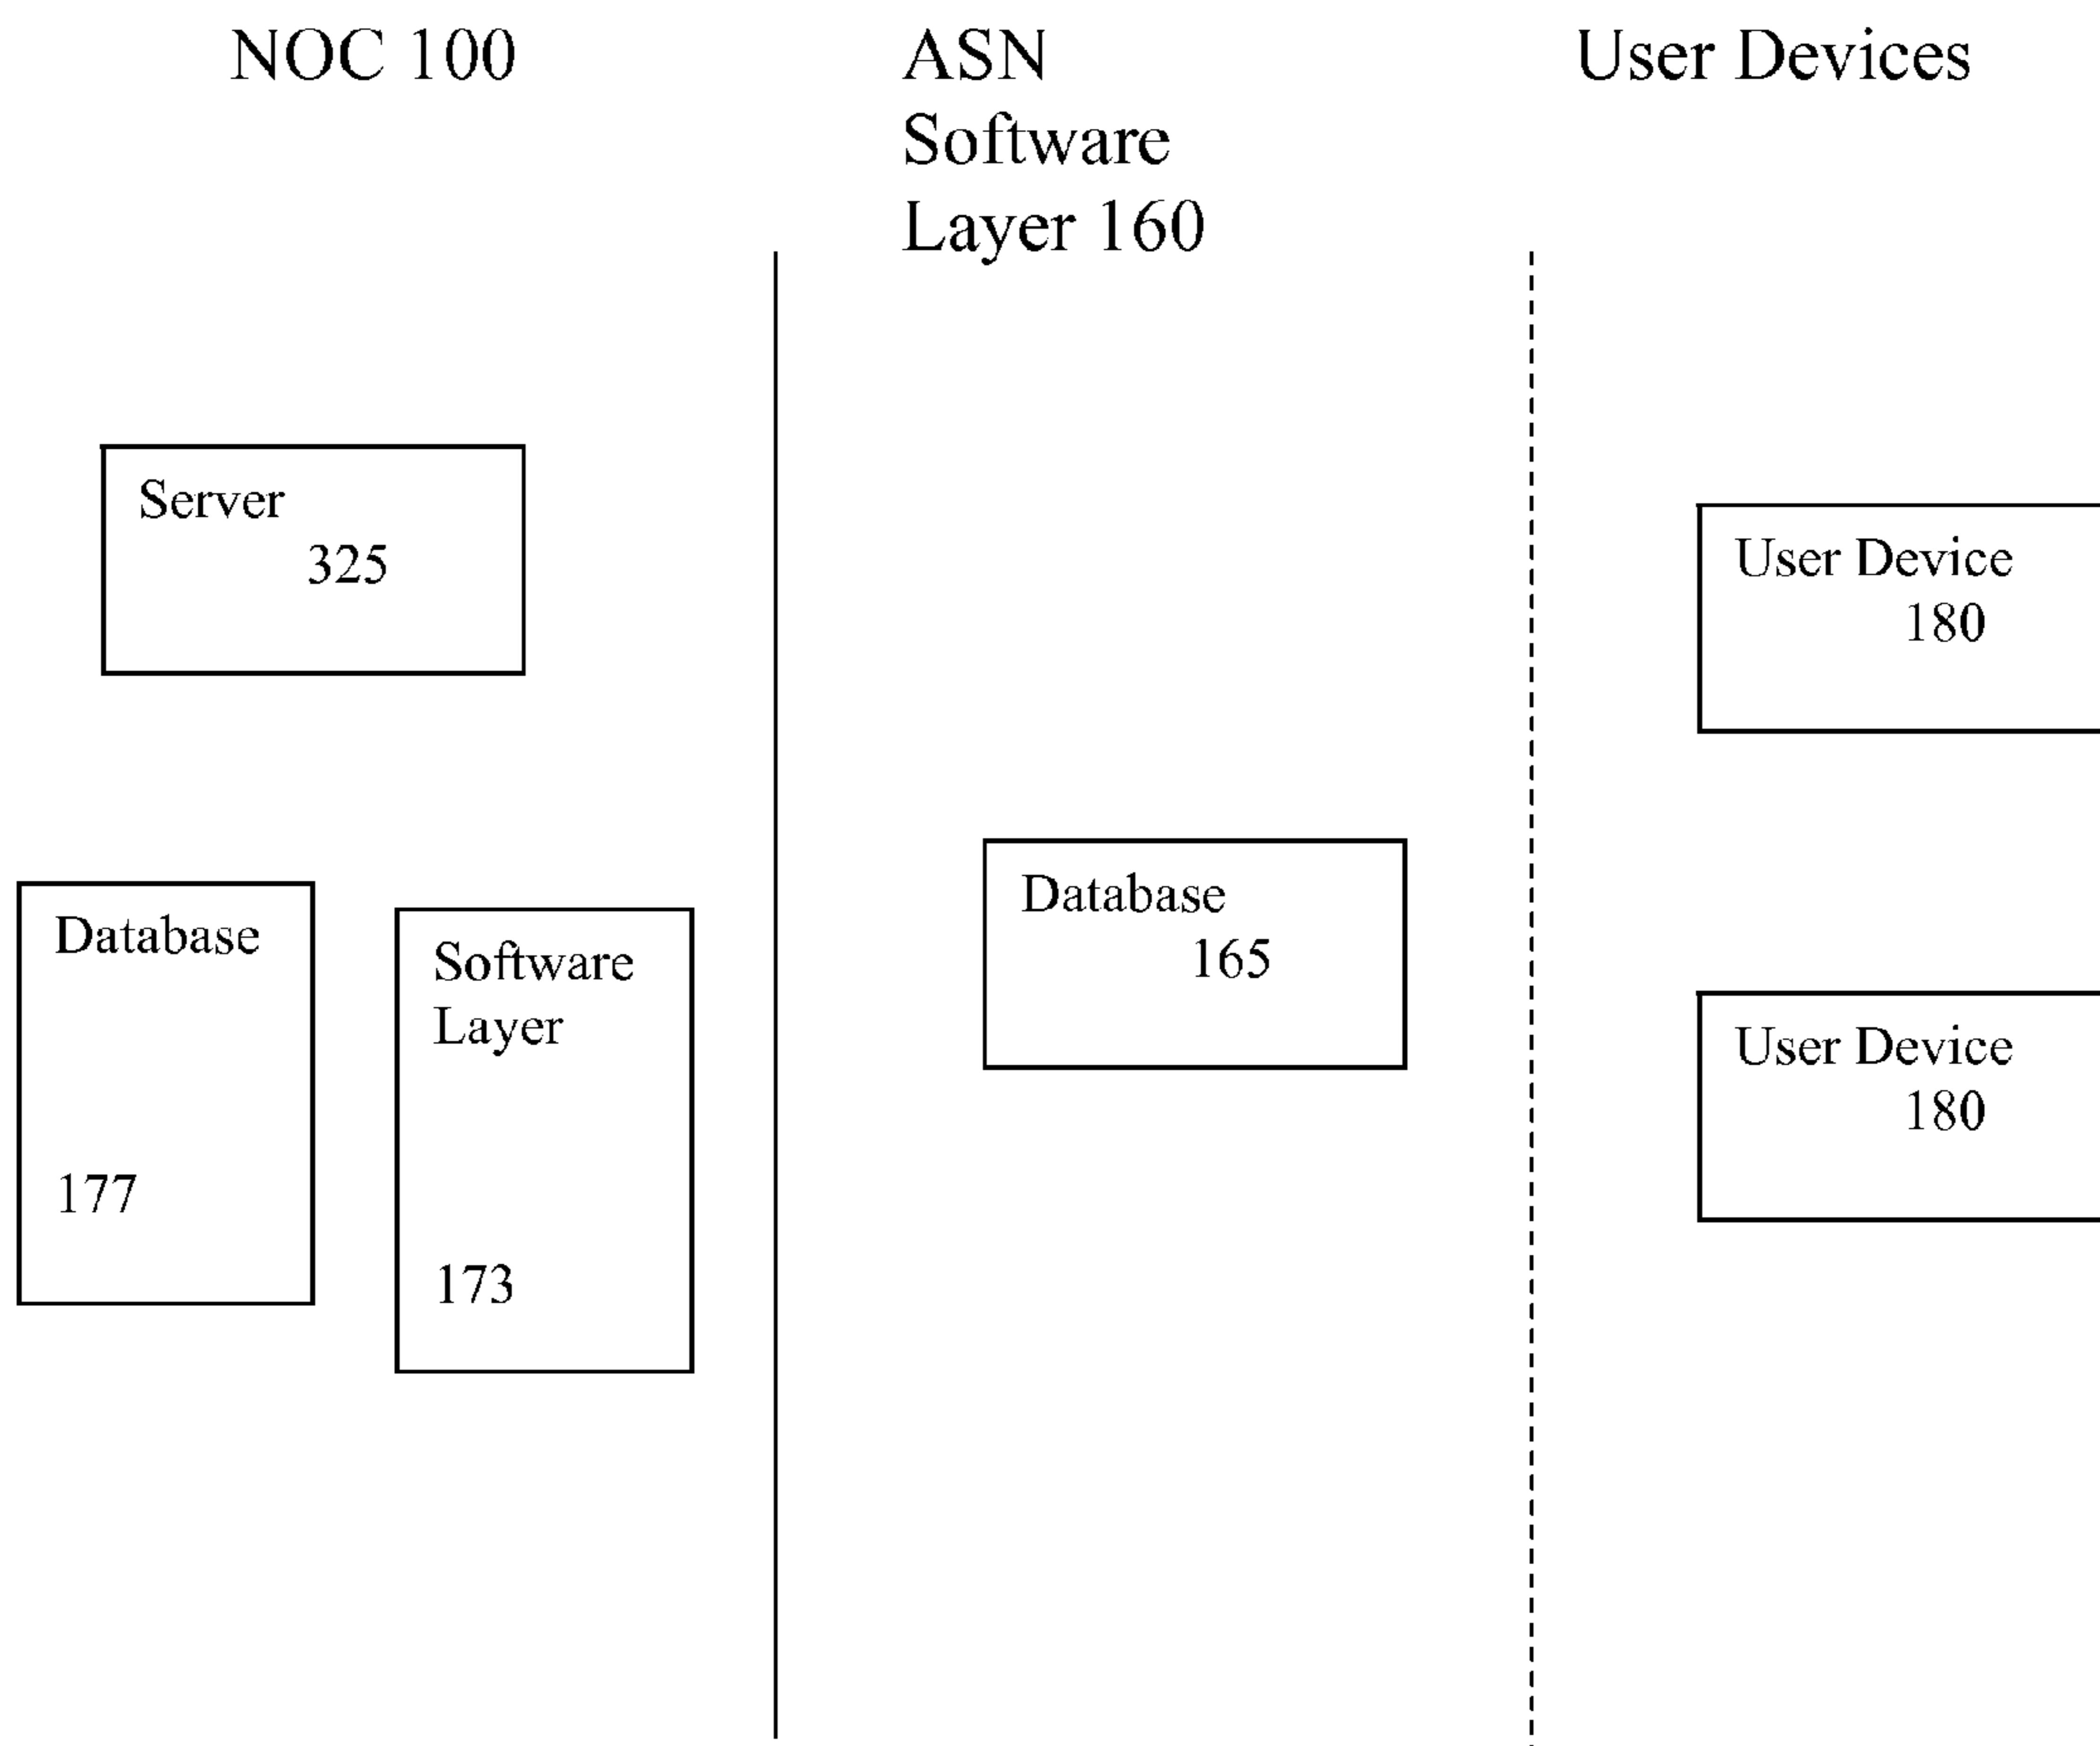 NOC 100
ASN
Software
Layer 160
User Devices
Server
325
Database
177
Software
Layer
173
Database
165
User Device
180
User Device
180